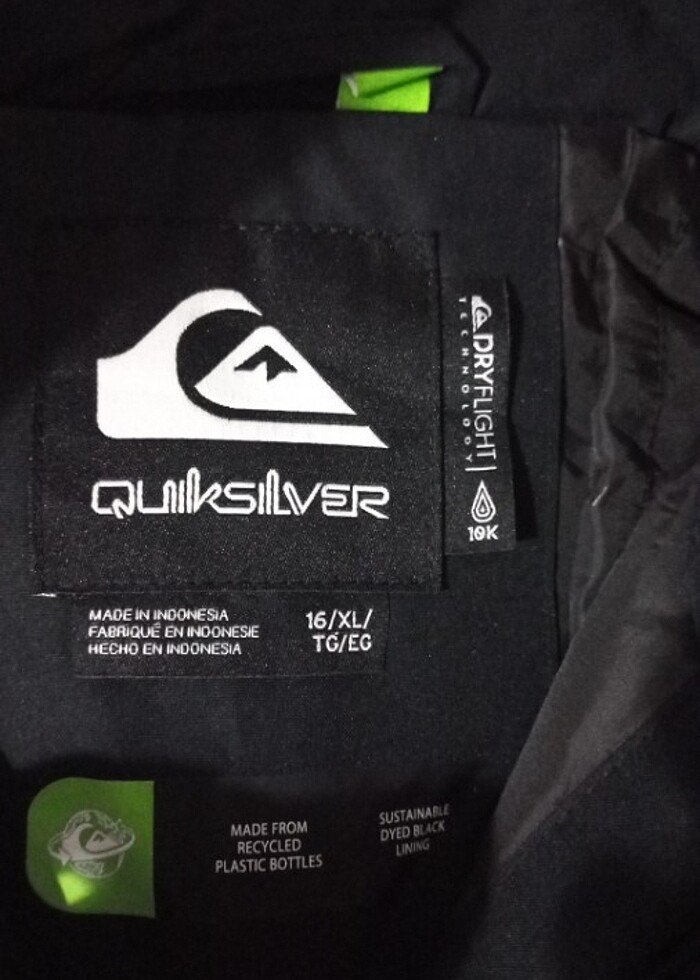 QUIKSILVER
DRYFLIGHT
TECHNOLOGY
10K
MADE IN INDONESIA
FABRIQUÉ EN INDONESIE
HECHO EN INDONESIA
16/XL/
TG/EG
MADE FROM
RECYCLED
PLASTIC BOTTLES
SUSTAINABLE
DYED BLACK
LINING